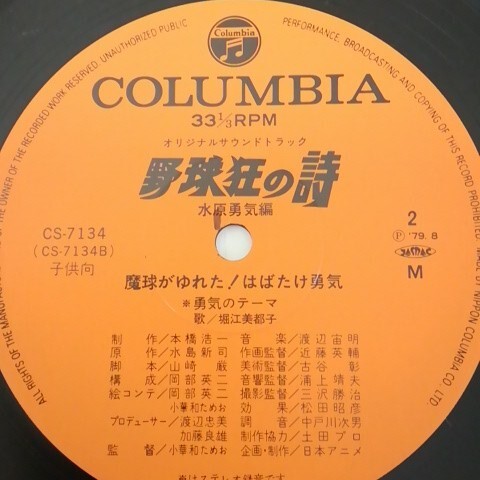 ALL RIGHTS OF THE MANUFACTURER AND OF THE OWNER OF THE RECORDED WORK RESERVED. UNAUTHORIZED PUBLIC PERFORMANCE, BROADCASTING AND COPYING OF THIS RECORD PROHIBITED. MADE BY NIPPON COLUMBIA CO. LTD
Columbia
COLUMBIA
33⅓RPM
オリジナルサウンドトラック
野球狂の詩
水原勇気編
CS-7134
(CS-7134B)
子供向
2
Ⓟ '79. 8
M
魔球がゆれた!はばたけ勇気
※勇気のテーマ
歌/堀江美都子
制作/本橋浩一 音楽/渡辺宙明
原作/水島新司 作画監督/近藤英輔
脚本/山崎巌 美術監督/古谷彰
構成/岡部英二 音響監督/浦上靖夫
絵コンテ/岡部英二 撮影監督/三沢勝治
小華和ためお 効果/松田昭彦
プロデューサー/渡辺忠美 調音/中戸川次男
加藤良雄 制作協力/土田プロ
監督/小華和ためお 企画・制作/日本アニメ